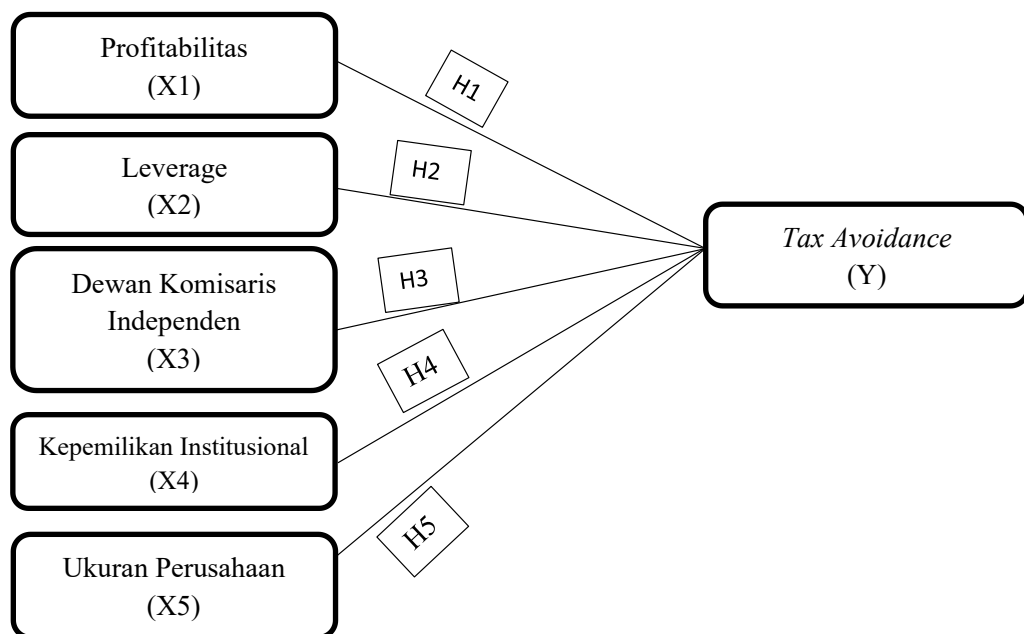 Profitabilitas
(X1)
H1
Leverage
(X2)
H2
Dewan Komisaris
Independen
(X3)
H3
Kepemilikan Institusional
(X4)
H4
Ukuran Perusahaan
(X5)
H5
Tax Avoidance
(Y)